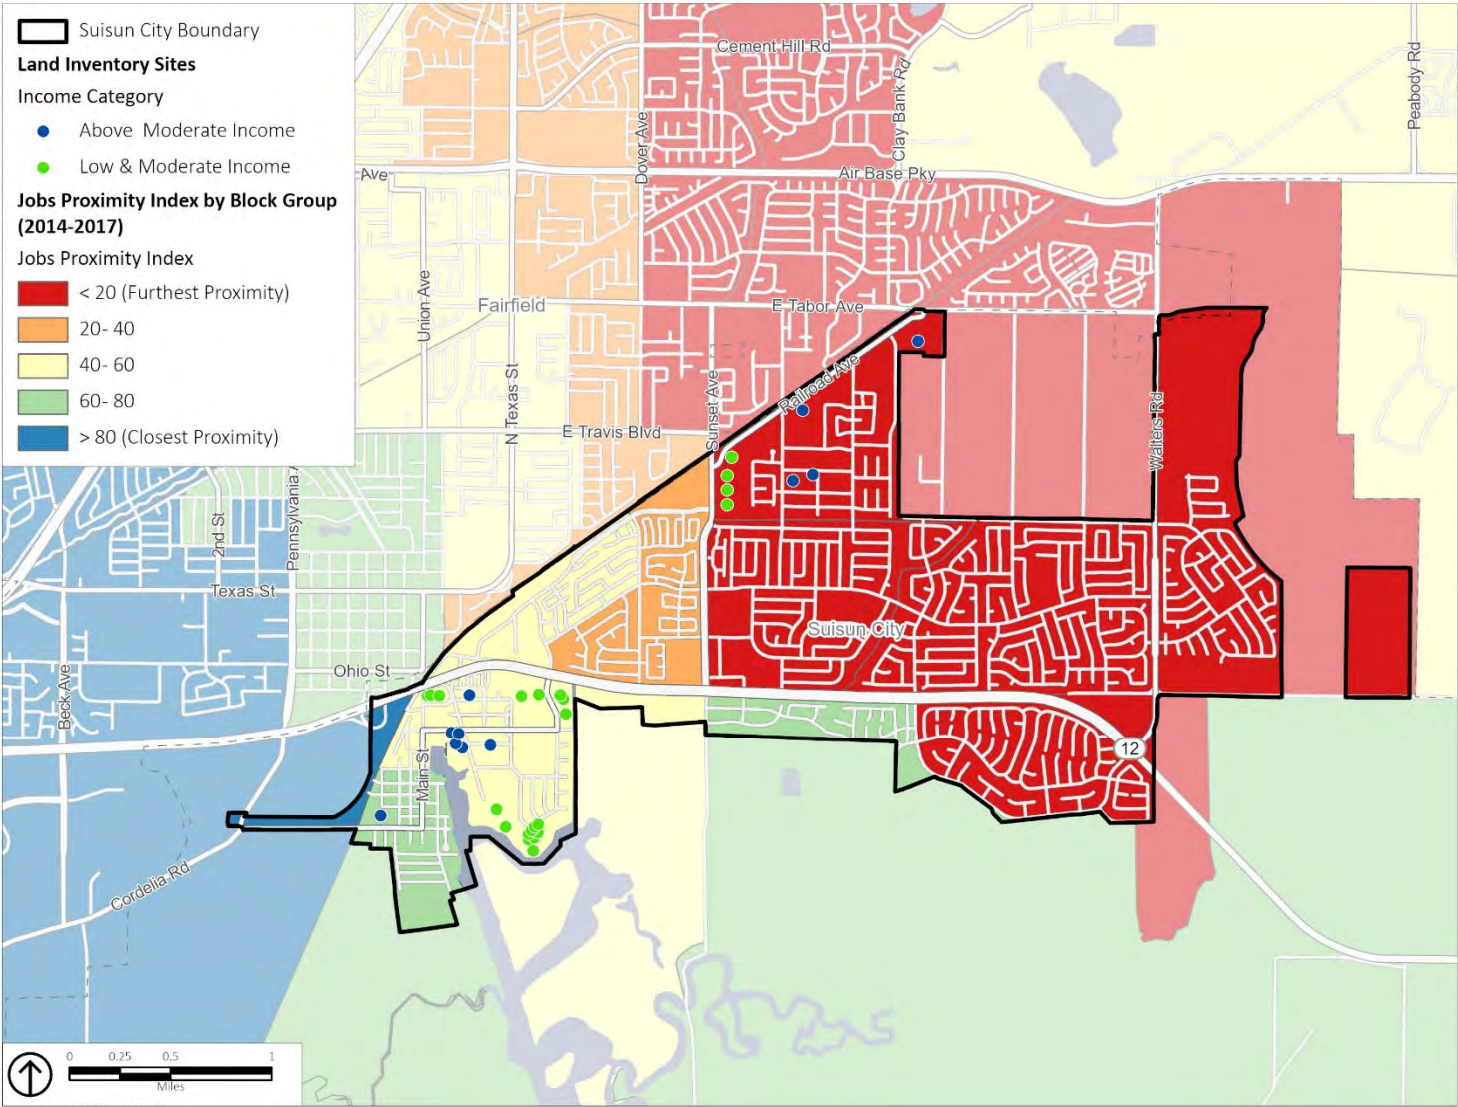 Suisun City Boundary
Land Inventory Sites
Income Category
Above Moderate Income
Low & Moderate Income
Jobs Proximity Index by Block Group
(2014-2017)
Jobs Proximity Index
< 20 (Furthest Proximity)
20- 40
40- 60
60- 80
> 80 (Closest Proximity)
Cement Hill Rd
Peabody Rd
Clay Bank Rd
Dover Ave
Ave
Air Base Pky
Union Ave
Fairfield
E Tabor Ave
N Texas St
Railroad Ave
Sunset Ave
E Travis Blvd
Walters Rd
Pennsylvania A
2nd St
Texas St
Suisun City
Ohio St
Beck Ave
Main St
12
Cordelia Rd
0 0.25 0.5 1
Miles